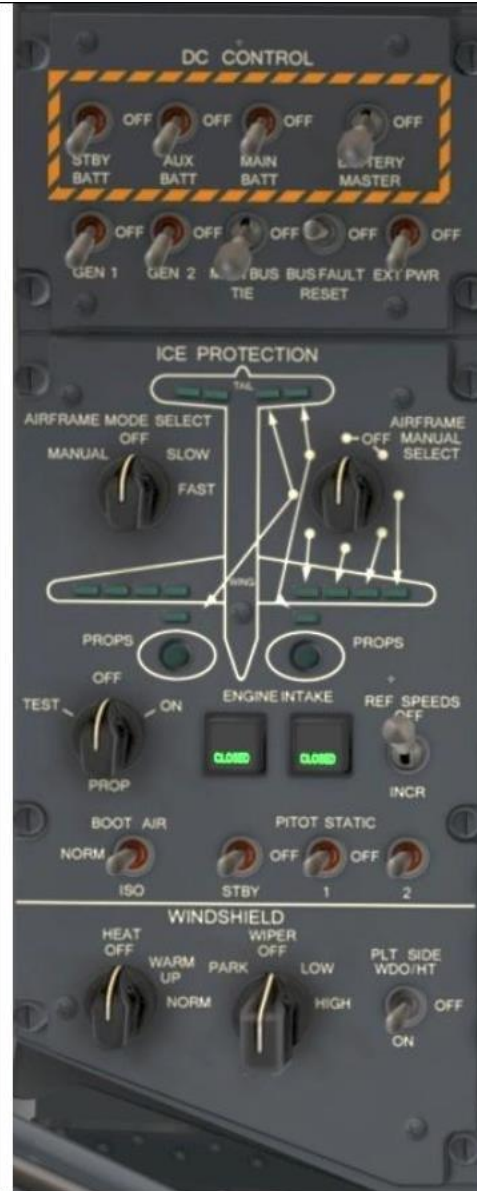 DC CONTROL
OFF OFF OFF OFF
STBY BATT
AUX BATT
MAIN BATT
BATTERY MASTER
OFF OFF OFF OFF OFF
GEN 1
GEN 2
MAIN BUS TIE
BUS FAULT RESET
EXT PWR
ICE PROTECTION
TAIL
AIRFRAME MODE SELECT
OFF
MANUAL
SLOW
FAST
AIRFRAME MANUAL SELECT
OFF
WING
PROPS
PROPS
OFF
TEST
ON
PROP
ENGINE INTAKE
CLOSED
CLOSED
REF SPEEDS
OFF
INCR
BOOT AIR
NORM
ISO
PITOT STATIC
OFF OFF
STBY
1
2
WINDSHIELD
HEAT
OFF
WARM UP
NORM
WIPER
OFF
PARK
LOW
HIGH
PLT SIDE
WDO/HT
OFF
ON